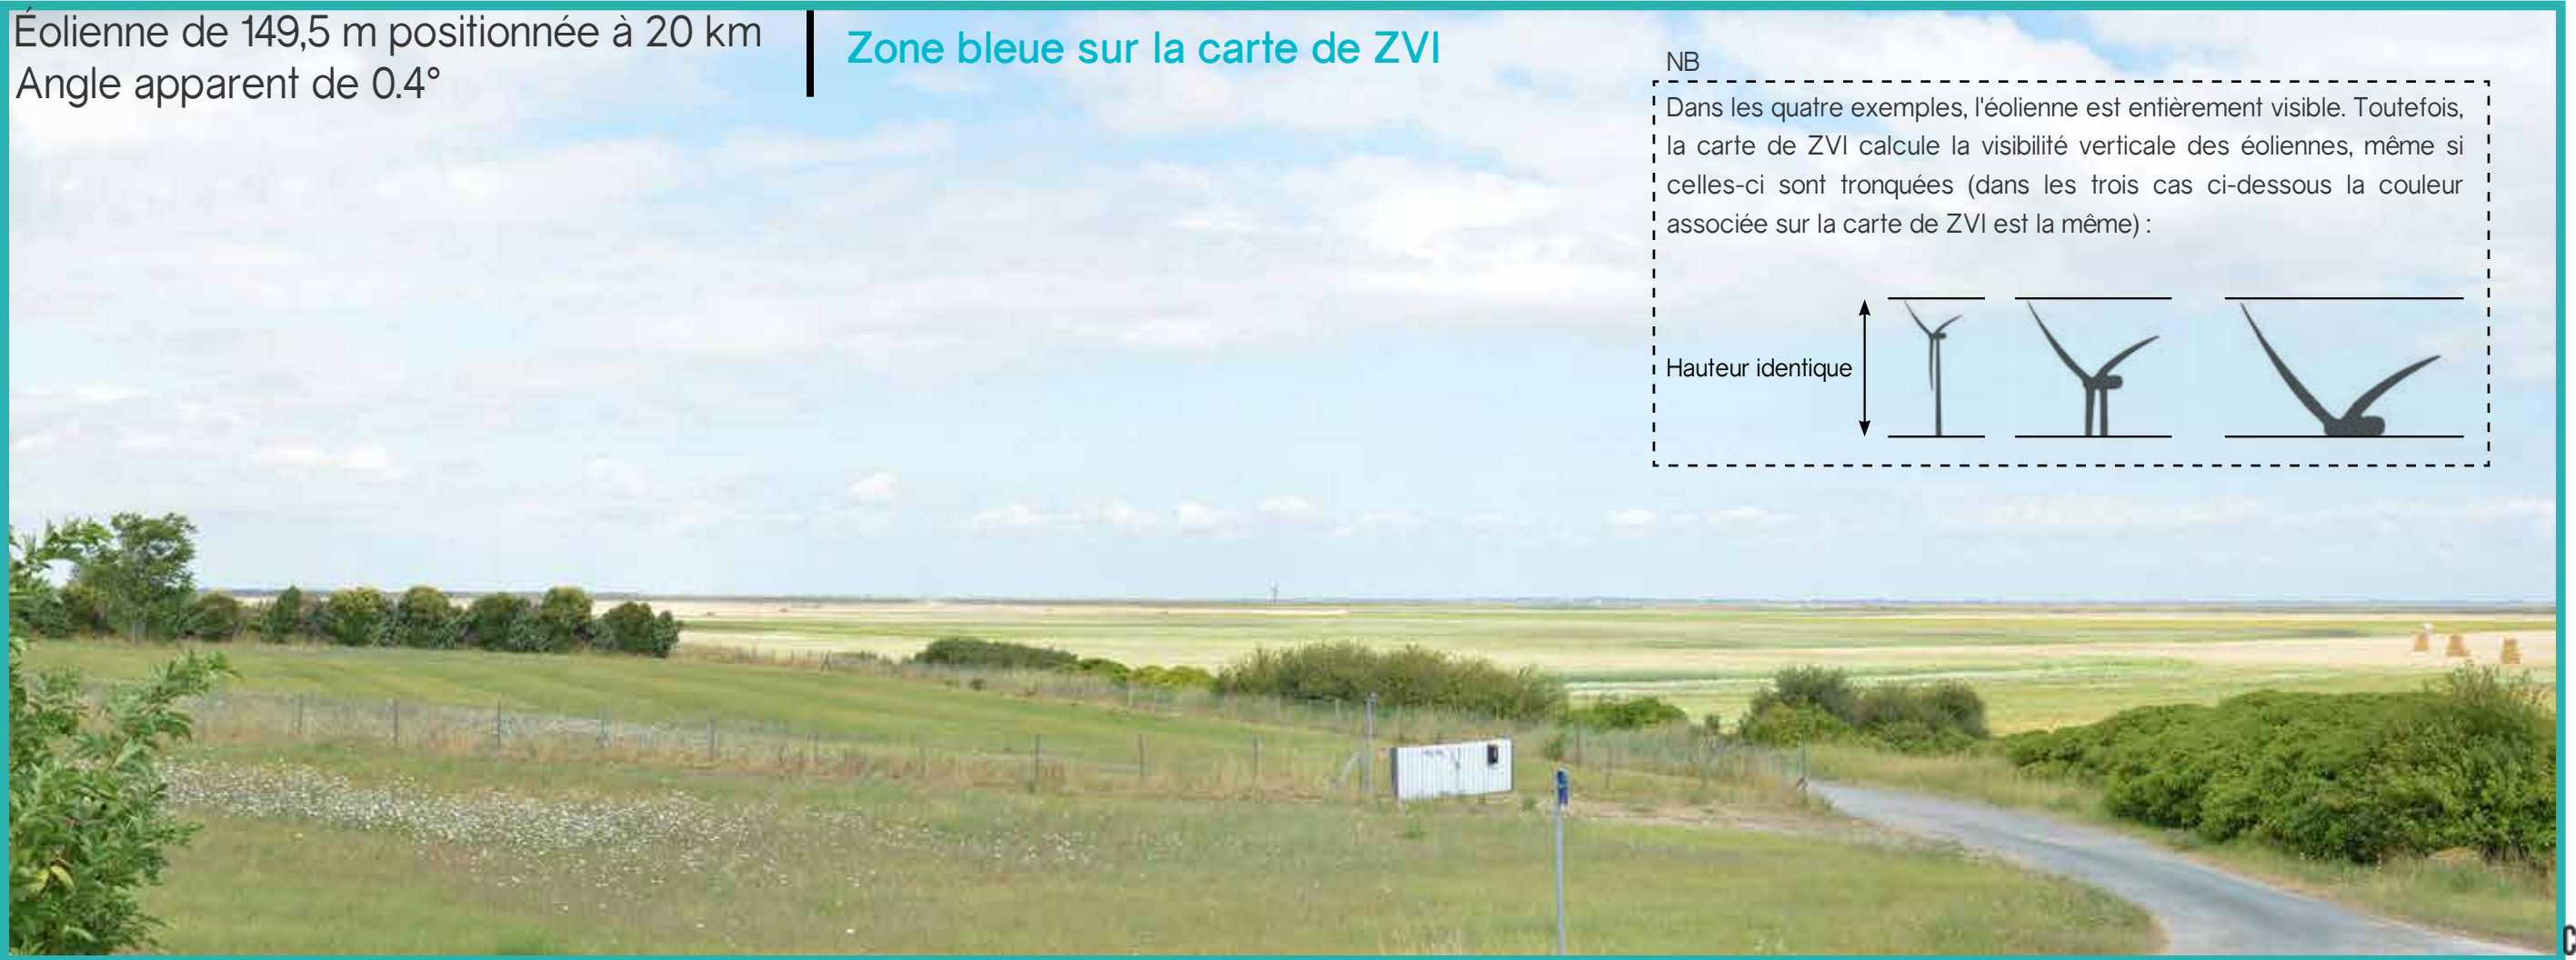 Éolienne de 149,5 m positionnée à 20 km
Angle apparent de 0.4°
Zone bleue sur la carte de ZVI
NB
Dans les quatre exemples, l'éolienne est entièrement visible. Toutefois,
la carte de ZVI calcule la visibilité verticale des éoliennes, même si
celles-ci sont tronquées (dans les trois cas ci-dessous la couleur
associée sur la carte de ZVI est la même) :
Hauteur identique